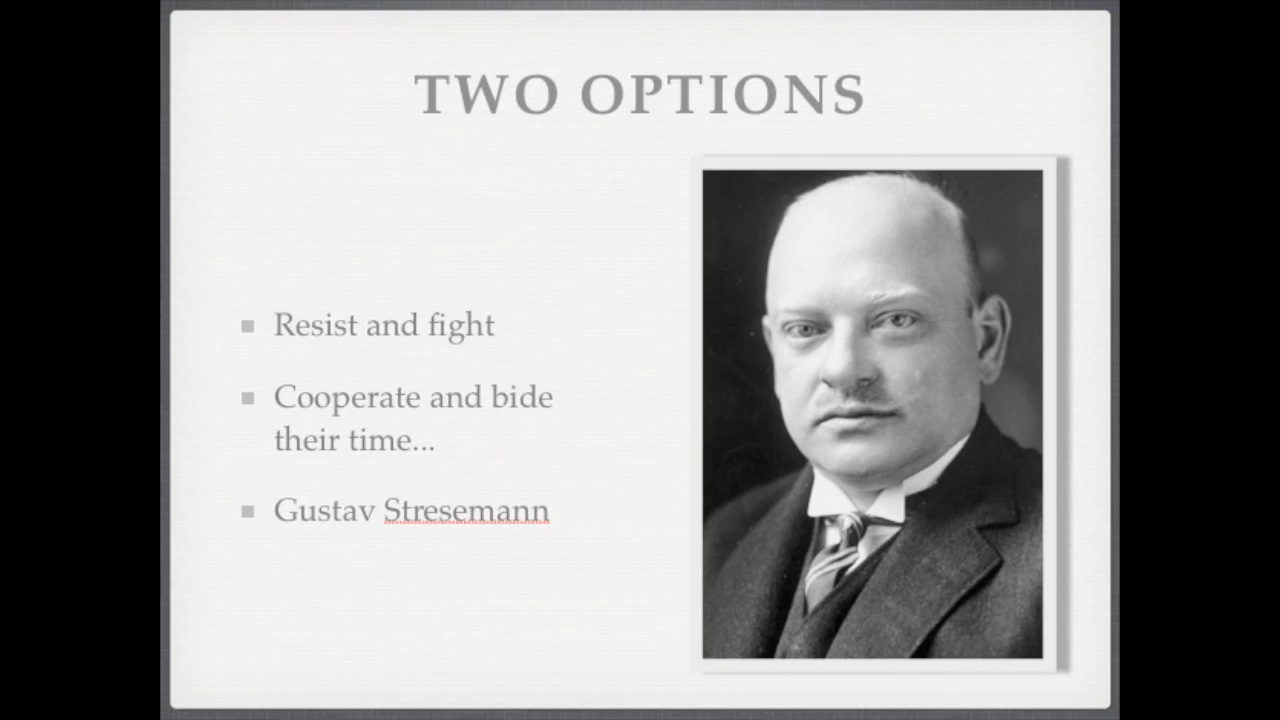 TWO OPTIONS
Resist and fight
Cooperate and bide
their time...
Gustav Stresemann